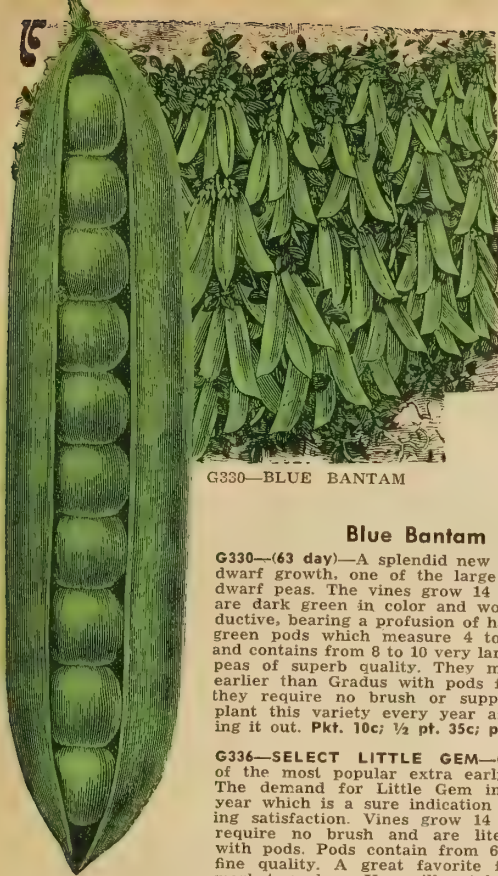 G330—BLUE BANTAM
Blue Bantam
G330—(63 day)—A splendid new
dwarf growth, one of the large
dwarf peas. The vines grow 14
are dark green in color and wo
ductive, bearing a profusion of h
green pods which measure 4 to
and contains from 8 to 10 very lar
peas of superb quality. They m
earlier than Gradus with pods f
they require no brush or supp
plant this variety every year a
ing it out. Pkt. 10c; ½ pt. 35c; p
G336—SELECT LITTLE GEM—
of the most popular extra earl
The demand for Little Gem in
year which is a sure indication
ing satisfaction. Vines grow 14
require no brush and are lite
with pods. Pods contain from 6
fine quality. A great favorite f